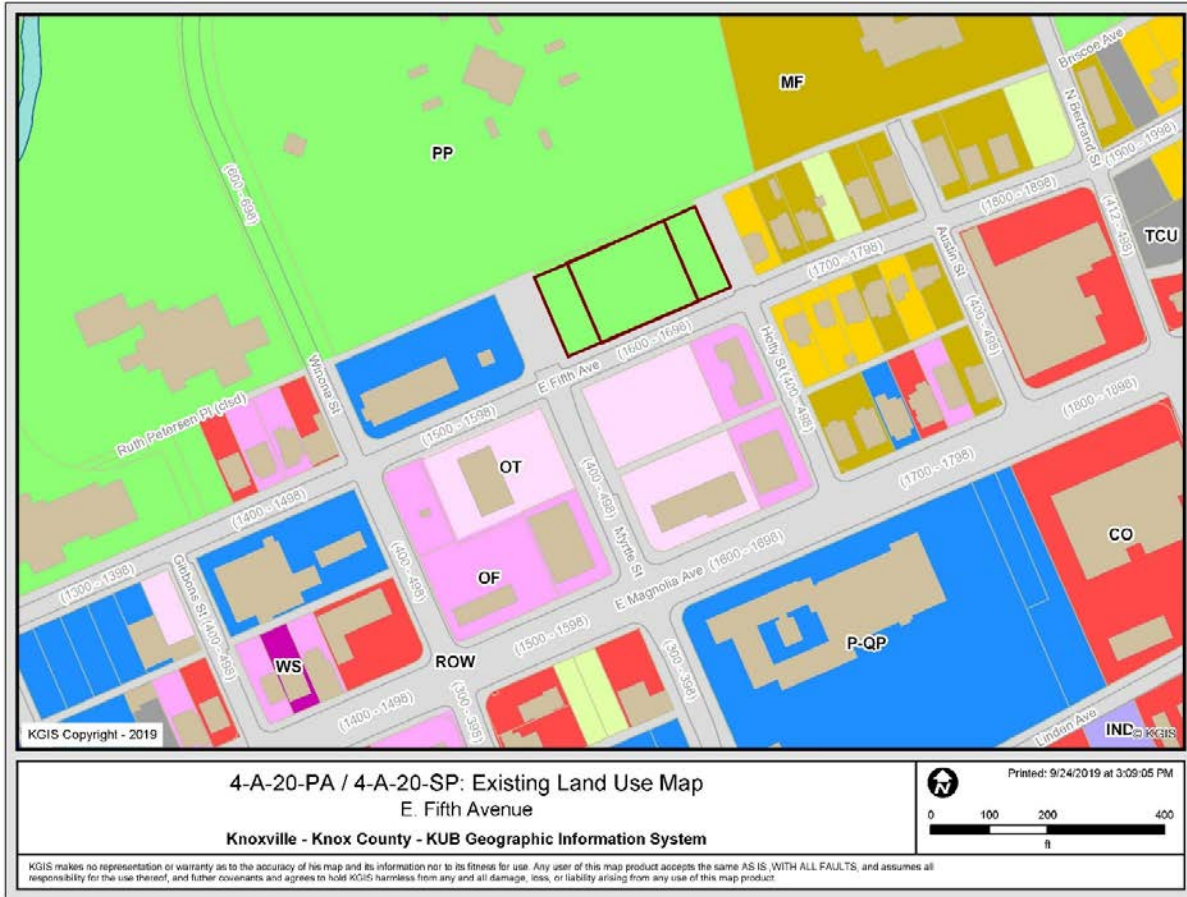 Briscoe Ave
MF
N Bertrand St
PP
(600 - 698)
(1900 - 1998)
(1800 - 1898)
(412 - 498)
TCU
(1700 - 1798)
Austin St
(400 - 498)
(1600 - 1698)
Holly St (400 - 498)
E Fifth Ave
Winona St
Ruth Petersen Pl (clsd)
(1500 - 1598)
(1800 - 1898)
(1400 - 1498)
OT
(400 - 498)
Myrtle St
(1700 - 1798)
CO
(1300 - 1398)
Gibbons St (400 - 498)
(400 - 498)
OF
E Magnolia Ave (1600 - 1698)
P-QP
WS
ROW
(1500 - 1598)
(300 - 398)
(1400 - 1498)
(300 - 398)
Linden Ave
IND
KGIS Copyright - 2019
© KGIS
4-A-20-PA / 4-A-20-SP: Existing Land Use Map
E. Fifth Avenue
Knoxville - Knox County - KUB Geographic Information System
N
Printed: 9/24/2019 at 3:09:05 PM
0 100 200 400
ft
KGIS makes no representation or warranty as to the accuracy of his map and its information nor to its fitness for use. Any user of this map product accepts the same AS IS ,WITH ALL FAULTS, and assumes all
responsibility for the use thereof, and futher covenants and agrees to hold KGIS harmless from any and all damage, loss, or liability arising from any use of this map product.